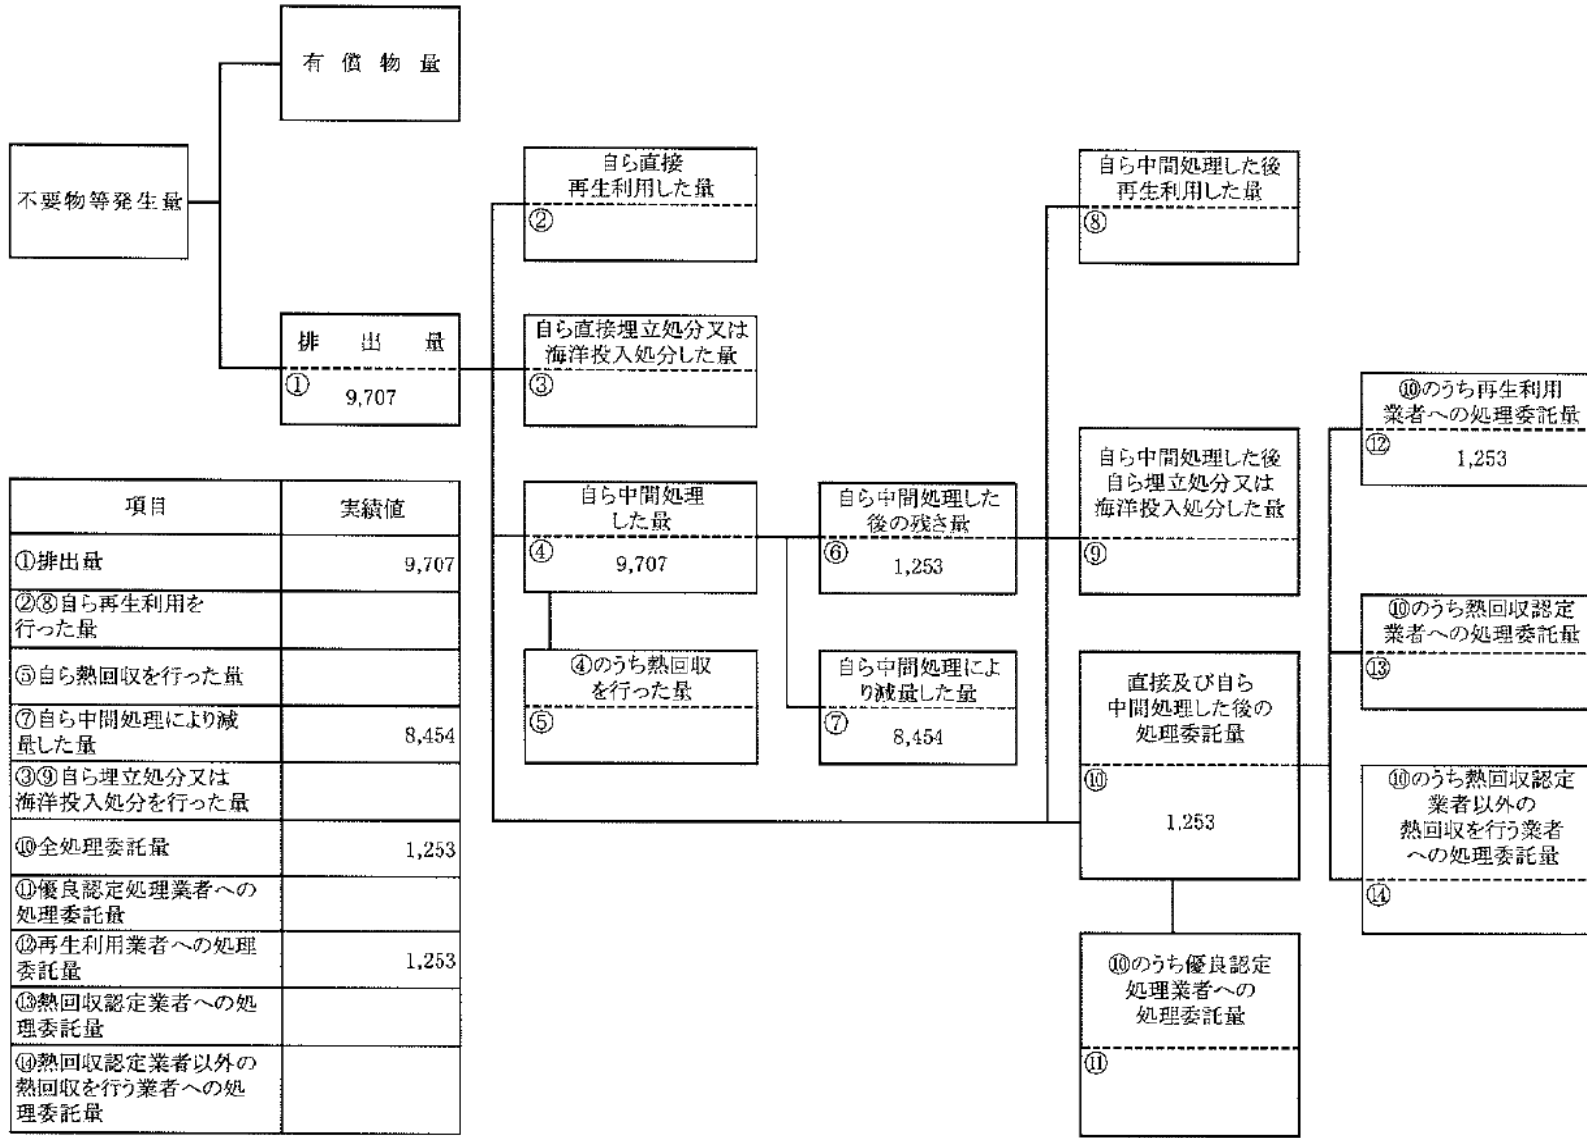 有償物量
不要物等発生量
排出量
①
9,707
自ら直接
再生利用した量
②
自ら直接埋立処分又は
海洋投入処分した量
③
自ら中間処理
した量
④
9,707
④のうち熱回収
を行った量
⑤
自ら中間処理した
後の残さ量
⑥
1,253
自ら中間処理によ
り減量した量
⑦
8,454
自ら中間処理した後
再生利用した量
⑧
自ら中間処理した後
自ら埋立処分又は
海洋投入処分した量
⑨
直接及び自ら
中間処理した後の
処理委託量
⑩
1,253
⑩のうち優良認定
処理業者への
処理委託量
⑪
⑩のうち再生利用
業者への処理委託量
⑫
1,253
⑩のうち熱回収認定
業者への処理委託量
⑬
⑩のうち熱回収認定
業者以外の
熱回収を行う業者
への処理委託量
⑭
項目 実績値
①排出量 9,707
②⑧自ら再生利用を
行った量
⑤自ら熱回収を行った量
⑦自ら中間処理により減
量した量 8,454
③⑨自ら埋立処分又は
海洋投入処分を行った量
⑩全処理委託量 1,253
⑪優良認定処理業者への
処理委託量
⑫再生利用業者への処理
委託量 1,253
⑬熱回収認定業者への処
理委託量
⑭熱回収認定業者以外の
熱回収を行う業者への処
理委託量